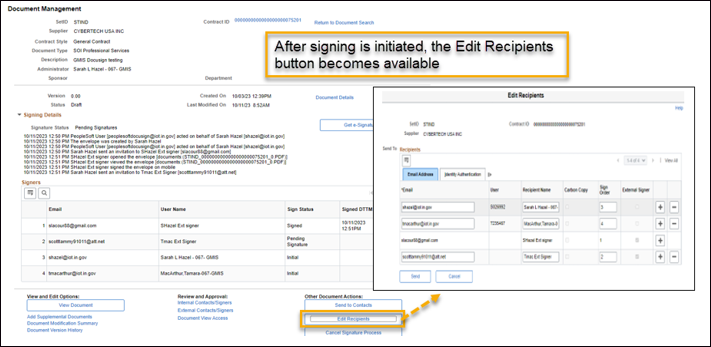 Document Management
SetID STIND
Contract ID 0000000000000000000075201
Return to Document Search
Supplier CYBERTECH USA INC
Contract Style General Contract
Document Type SOI Professional Services
Description GMIS Docusign testing
Administrator Sarah L Hazel - 067- GMIS
Sponsor Department
After signing is initiated, the Edit Recipients
button becomes available
Version 0.00 Created On 10/03/23 12:39PM Document Details
Status Draft Last Modified On 10/11/23 8:52AM
Signing Details
Signature Status Pending Signatures
10/11/2023 12:50 PM PeopleSoft User [peoplesoftdocusign@iot.in.gov] acted on behalf of Sarah Hazel [shazel@iot.in.gov]
10/11/2023 12:50 PM The envelope was created by Sarah Hazel
10/11/2023 12:50 PM PeopleSoft User [peoplesoftdocusign@iot.in.gov] acted on behalf of Sarah Hazel [shazel@iot.in.gov]
10/11/2023 12:50 PM Sarah Hazel sent an invitation to SHazel Ext signer [slacour88@gmail.com]
10/11/2023 12:51 PM SHazel Ext signer opened the envelope [documents (STIND_0000000000000000000075201_0.PDF)]
10/11/2023 12:51 PM SHazel Ext signer viewed the envelope [documents (STIND_0000000000000000000075201_0.PDF)]
10/11/2023 12:51 PM SHazel Ext signer signed the envelope on mobile
10/11/2023 12:51 PM Sarah Hazel sent an invitation to Tmac Ext Signer [scotttammy91011@att.net]
Signers
Email User Name Sign Status Signed DTTM
1 slacour88@gmail.com SHazel Ext signer Signed 10/11/2023 12:51PM
2 scotttammy91011@att.net Tmac Ext Signer Pending Signature
3 shazel@iot.in.gov Sarah L Hazel - 067- GMIS Initial
4 tmacarthur@iot.in.gov MacArthur,Tamara-067-GMIS Initial
View and Edit Options:
View Document
Add Supplemental Documents
Document Modification Summary
Document Version History
Review and Approval:
Internal Contacts/Signers
External Contacts/Signers
Document View Access
Other Document Actions:
Send to Contacts
Edit Recipients
Cancel Signature Process
Edit Recipients
Help
SetID STIND Contract ID 0000000000000000000075201
Supplier CYBERTECH USA INC
Send To Recipients
1-4 of 4 View All
Email Address Identity Authentication
*Email User Recipient Name Carbon Copy Sign Order External Signer
shazel@iot.in.gov Sarah L Hazel - 067- 3
tmacarthur@iot.in.gov MacArthur,Tamara- 4
slacour88@gmail.com SHazel Ext signer 1
scotttammy91011@att.net Tmac Ext Signer 2
Send Cancel